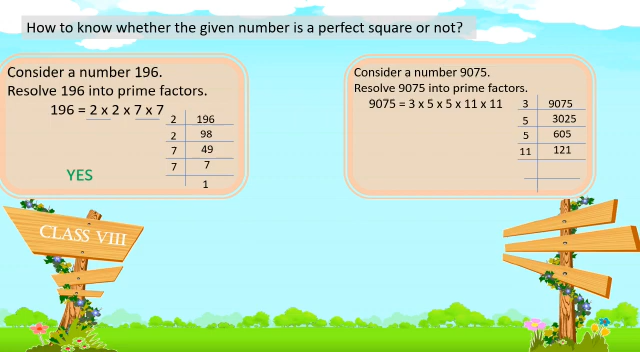 How to know whether the given number is a perfect square or not?
Consider a number 196.
Resolve 196 into prime factors.
196 = 2 x 2 x 7 x 7
2 196
2 98
7 49
7 7
1
YES
Consider a number 9075.
Resolve 9075 into prime factors.
9075 = 3 x 5 x 5 x 11 x 11
3 9075
5 3025
5 605
11 121
CLASS VIII